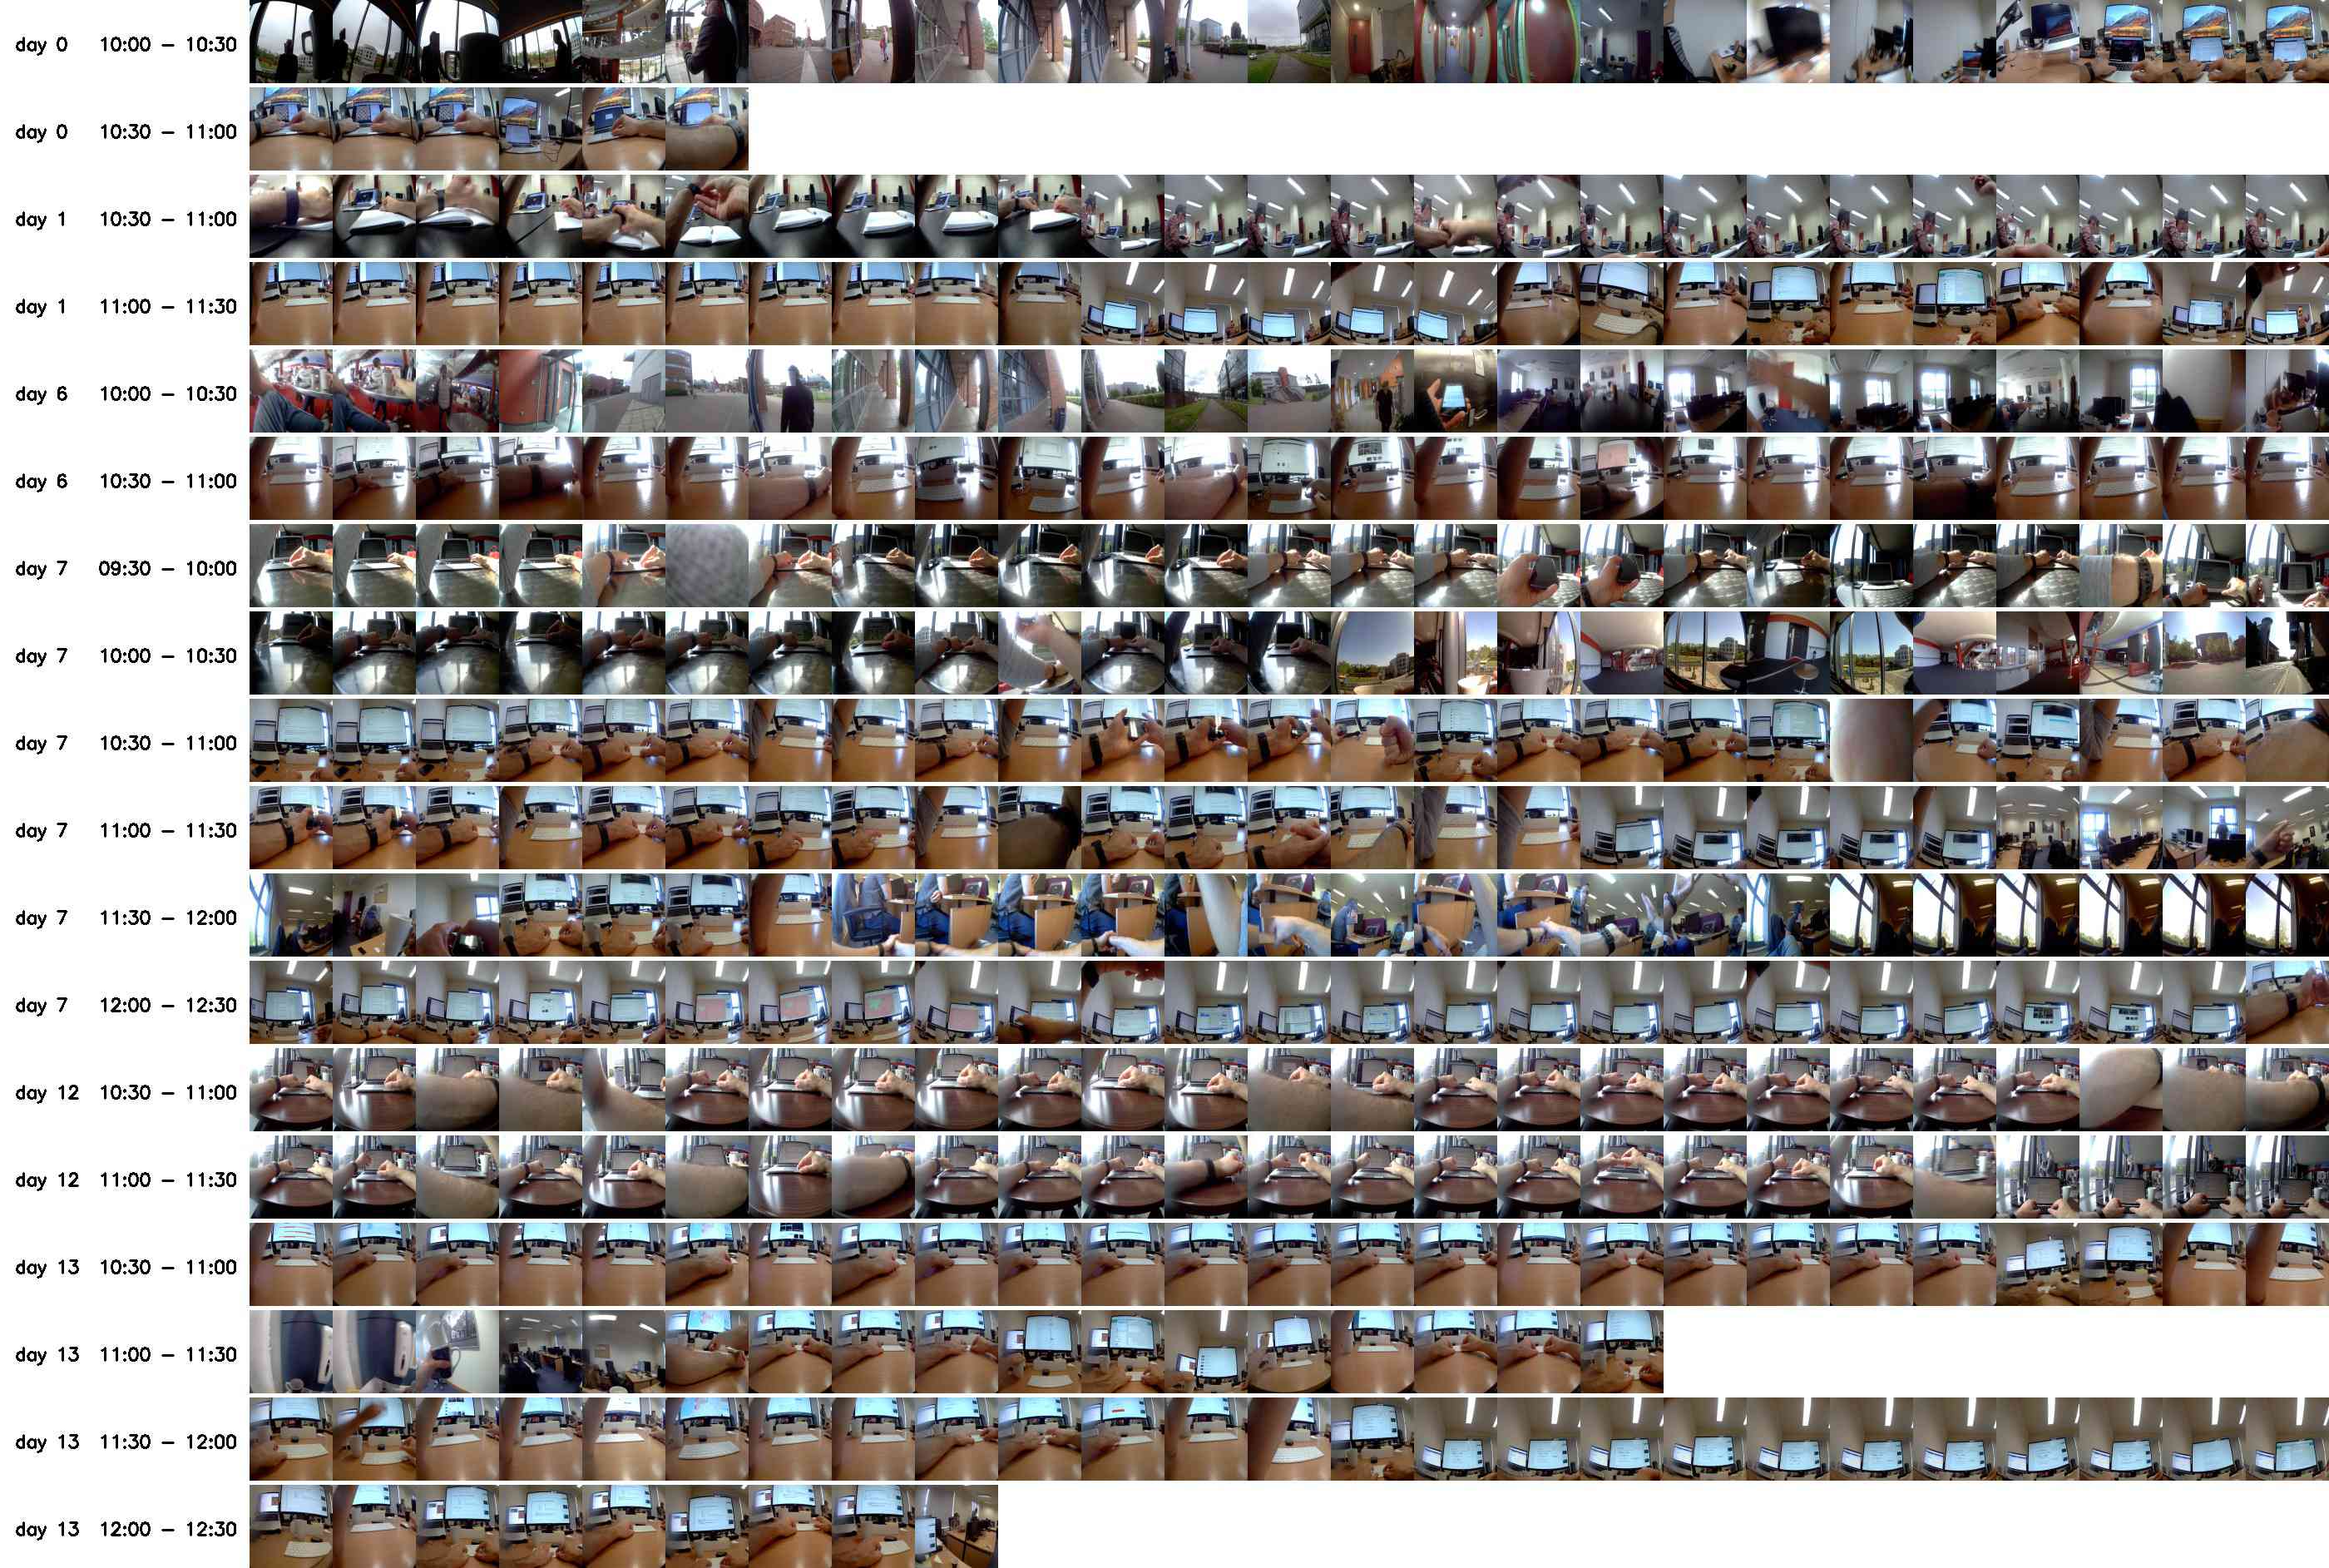 day 0 10:00 - 10:30
day 0 10:30 - 11:00
day 1 10:30 - 11:00
day 1 11:00 - 11:30
day 6 10:00 - 10:30
day 6 10:30 - 11:00
day 7 09:30 - 10:00
day 7 10:00 - 10:30
day 7 10:30 - 11:00
day 7 11:00 - 11:30
day 7 11:30 - 12:00
day 7 12:00 - 12:30
day 12 10:30 - 11:00
day 12 11:00 - 11:30
day 13 10:30 - 11:00
day 13 11:00 - 11:30
day 13 11:30 - 12:00
day 13 12:00 - 12:30